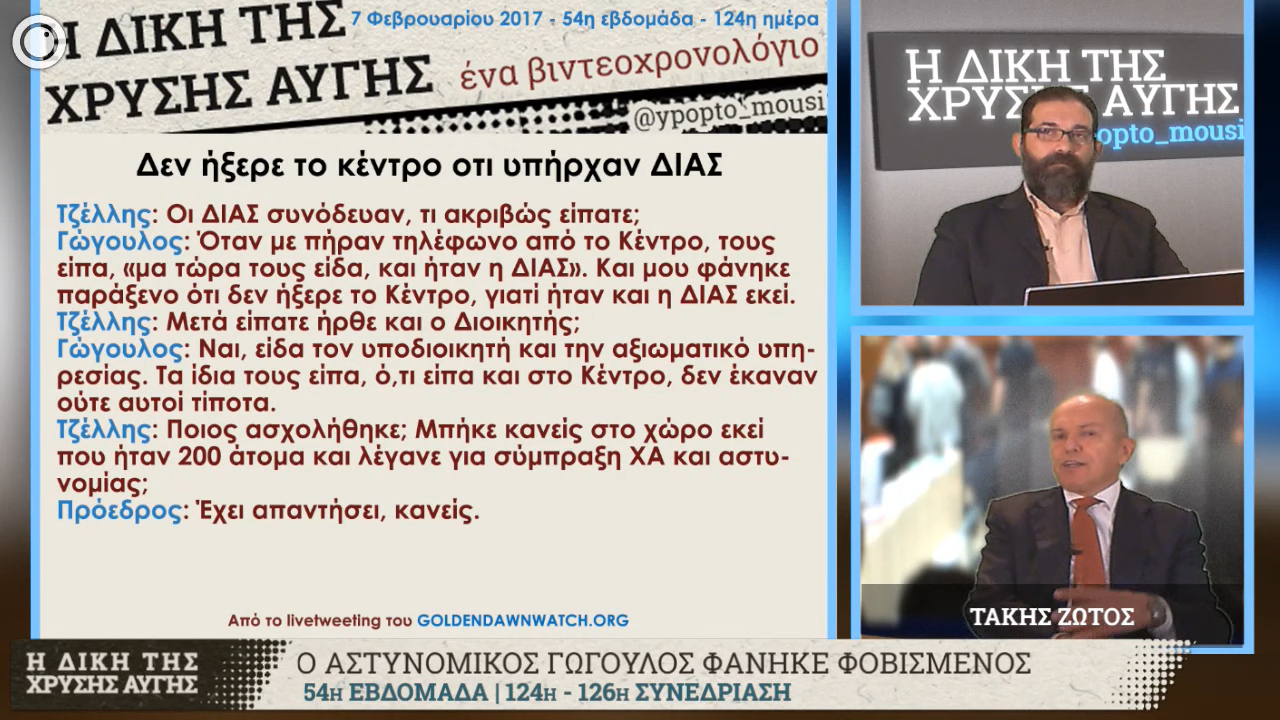 Η ΔΙΚΗ ΤΗΣ
ΧΡΥΣΗΣ ΑΥΓΗΣ
7 Φεβρουαρίου 2017 - 54η εβδομάδα - 124η ημέρα
ένα βιντεοχρονολόγιο
@ypopto_mousi
Δεν ήξερε το κέντρο οτι υπήρχαν ΔΙΑΣ
Τζέλλης: Οι ΔΙΑΣ συνόδευαν, τι ακριβώς είπατε;
Γώγουλος: Όταν με πήραν τηλέφωνο από το Κέντρο, τους
είπα, «μα τώρα τους είδα, και ήταν η ΔΙΑΣ». Και μου φάνηκε
παράξενο ότι δεν ήξερε το Κέντρο, γιατί ήταν και η ΔΙΑΣ εκεί.
Τζέλλης: Μετά είπατε ήρθε και ο Διοικητής;
Γώγουλος: Ναι, είδα τον υποδιοικητή και την αξιωματικό υπη-
ρεσίας. Τα ίδια τους είπα, ό,τι είπα και στο Κέντρο, δεν έκαναν
ούτε αυτοί τίποτα.
Τζέλλης: Ποιος ασχολήθηκε; Μπήκε κανείς στο χώρο εκεί
που ήταν 200 άτομα και λέγανε για σύμπραξη ΧΑ και αστυ-
νομίας;
Πρόεδρος: Έχει απαντήσει, κανείς.
Από το livetweeting του GOLDENDAWNWATCH.ORG
Η ΔΙΚΗ ΤΗΣ
ΧΡΥΣΗΣ ΑΥΓΗΣ
popto_mousi
ΤΑΚΗΣ ΖΩΤΟΣ
Η ΔΙΚΗ ΤΗΣ
ΧΡΥΣΗΣ ΑΥΓΗΣ
Ο ΑΣΤΥΝΟΜΙΚΟΣ ΓΩΓΟΥΛΟΣ ΦΑΝΗΚΕ ΦΟΒΙΣΜΕΝΟΣ
54Η ΕΒΔΟΜΑΔΑ | 124Η - 126Η ΣΥΝΕΔΡΙΑΣΗ